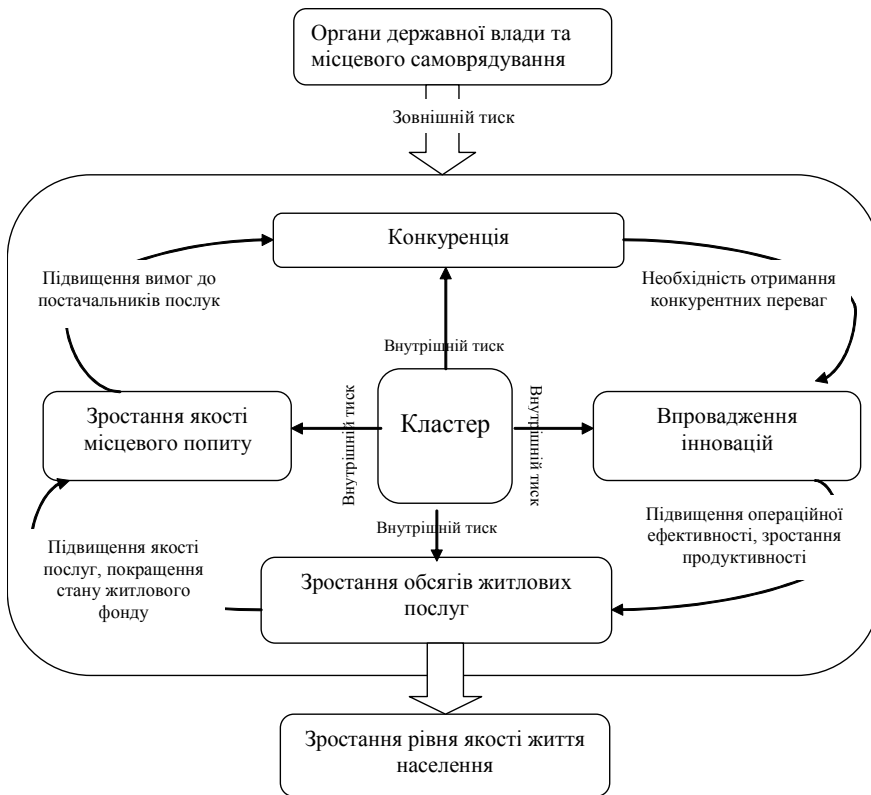 Органи державної влади та
місцевого самоврядування
Зовнішній тиск
Конкуренція
Підвищення вимог до
постачальників послук
Необхідність отримання
конкурентних переваг
Внутрішній тиск
Зростання якості
місцевого попиту
Внутрішній тиск
Кластер
Внутрішній тиск
Впровадження
інновацій
Внутрішній тиск
Підвищення якості
послуг, покращення
стану житлового
фонду
Підвищення операційної
ефективності, зростання
продуктивності
Зростання обсягів житлових
послуг
Зростання рівня якості життя
населення